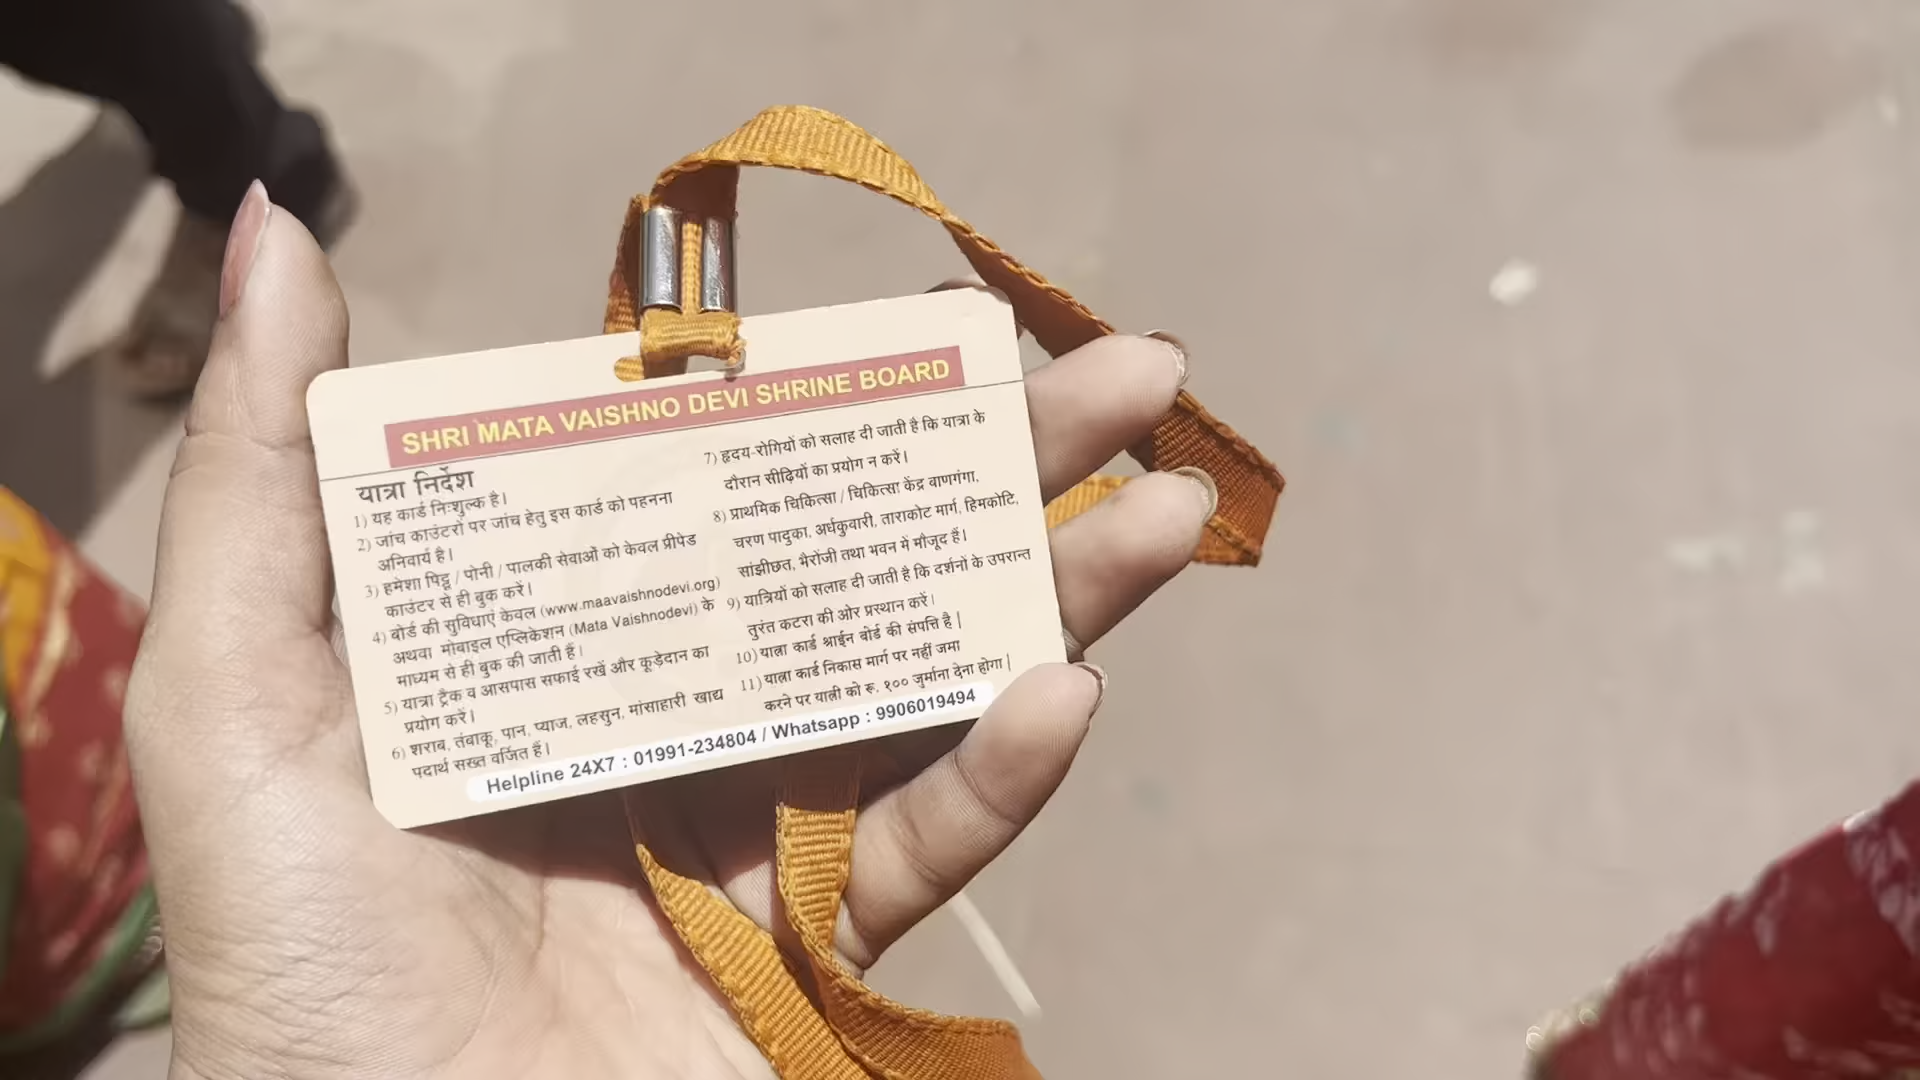 SHRI MATA VAISHNO DEVI SHRINE BOARD
यात्रा निर्देश
1) यह कार्ड निःशुल्क है।
2) जांच काउंटरों पर जांच हेतु इस कार्ड को पहनना
अनिवार्य है।
3) हमेशा पिट्ठू / पोनी / पालकी सेवाओं को केवल प्रीपेड
काउंटर से ही बुक करें।
4) बोर्ड की सुविधाएं केवल (www.maavaishnodevi.org)
अथवा मोबाइल एप्लिकेशन (Mata Vaishnodevi) के
माध्यम से ही बुक की जाती हैं।
5) यात्रा ट्रैक व आसपास सफाई रखें और कूड़ेदान का
प्रयोग करें।
6) शराब, तंबाकू, पान, प्याज, लहसुन, मांसाहारी खाद्य
पदार्थ सख्त वर्जित हैं।
7) हृदय-रोगियों को सलाह दी जाती है कि यात्रा के
दौरान सीढ़ियों का प्रयोग न करें।
8) प्राथमिक चिकित्सा / चिकित्सा केंद्र वाणगंगा,
चरण पादुका, अर्धकुवारी, ताराकोट मार्ग, हिमकोटि,
सांझीछत, भैरोंजी तथा भवन में मौजूद हैं।
9) यात्रियों को सलाह दी जाती है कि दर्शनों के उपरान्त
तुरंत कटरा की ओर प्रस्थान करें।
10) यात्रा कार्ड श्राईन बोर्ड की संपत्ति है |
11) यात्रा कार्ड निकास मार्ग पर नहीं जमा
करने पर यात्री को रू. १०० जुर्माना देना होगा |
Helpline 24X7 : 01991-234804 / Whatsapp : 9906019494